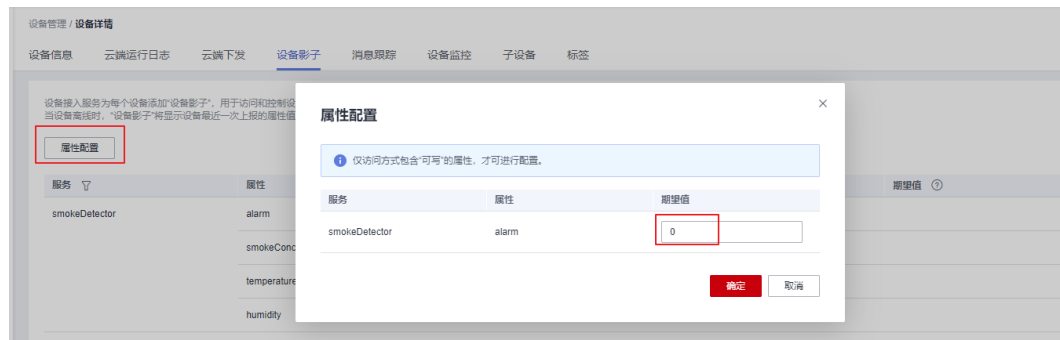 设备管理 / 设备详情
设备信息 云端运行日志 云端下发 设备影子 消息跟踪 设备监控 子设备 标签
设备接入服务为每个设备添加“设备影子”，用于访问和控制设
当设备离线时，“设备影子”将显示设备最近一次上报的属性值
属性配置
服务 属性 期望值
smokeDetector alarm
smokeConc
temperature
humidity
属性配置
仅访问方式包含“可写”的属性，才可进行配置。
服务 属性 期望值
smokeDetector alarm 0
确定 取消